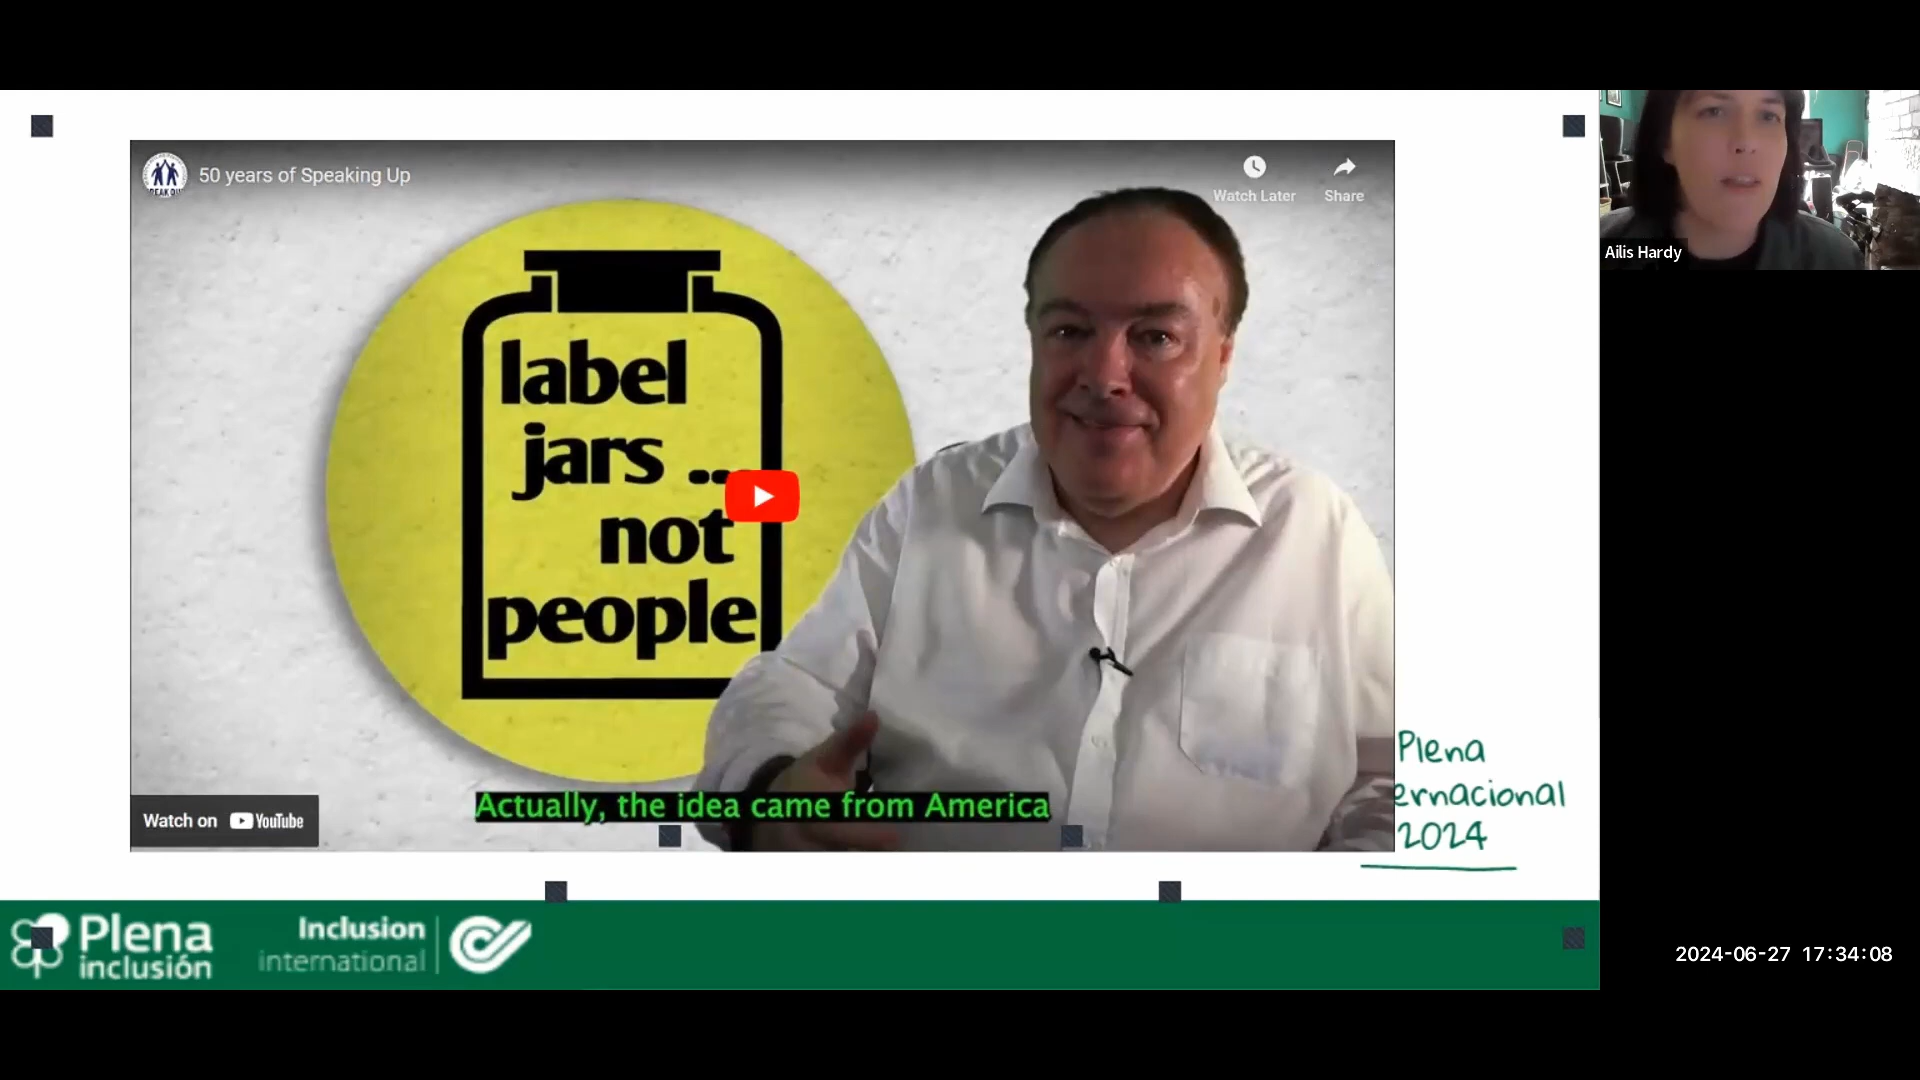 50 years of Speaking Up
Watch Later
Share
label
jars ..
not
people
Actually, the idea came from America
Watch on YouTube
Plena
ernacional
2024
Plena
inclusión
Inclusion
international
Ailis Hardy
2024-06-27 17:34:08